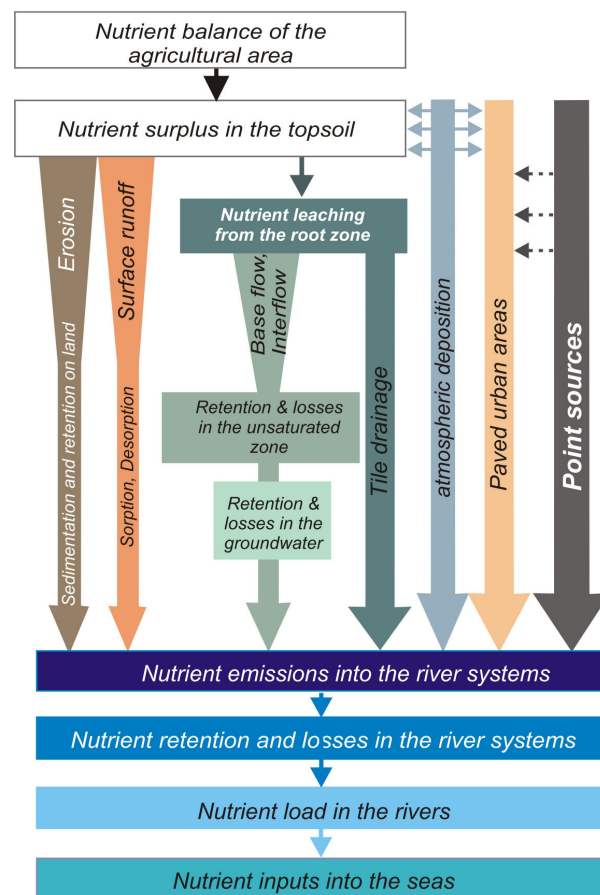 Nutrient balance of the
agricultural area
Nutrient surplus in the topsoil
Erosion
Sedimentation and retention on land
Surface runoff
Sorption, Desorption
Nutrient leaching
from the root zone
Base flow,
Interflow
Retention & losses
in the unsaturated
zone
Retention &
losses in the
groundwater
Tile drainage
atmospheric deposition
Paved urban areas
Point sources
Nutrient emissions into the river systems
Nutrient retention and losses in the river systems
Nutrient load in the rivers
Nutrient inputs into the seas